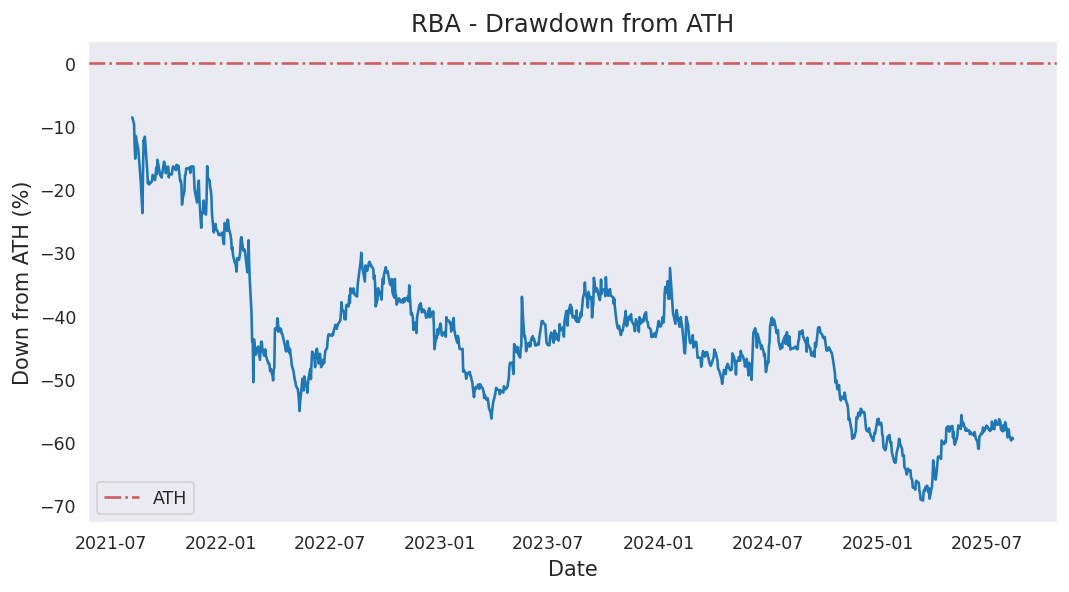 RBA - Drawdown from ATH
Down from ATH (%)
0
−10
−20
−30
−40
−50
−60
−70
ATH
2021-07 2022-01 2022-07 2023-01 2023-07 2024-01 2024-07 2025-01 2025-07
Date